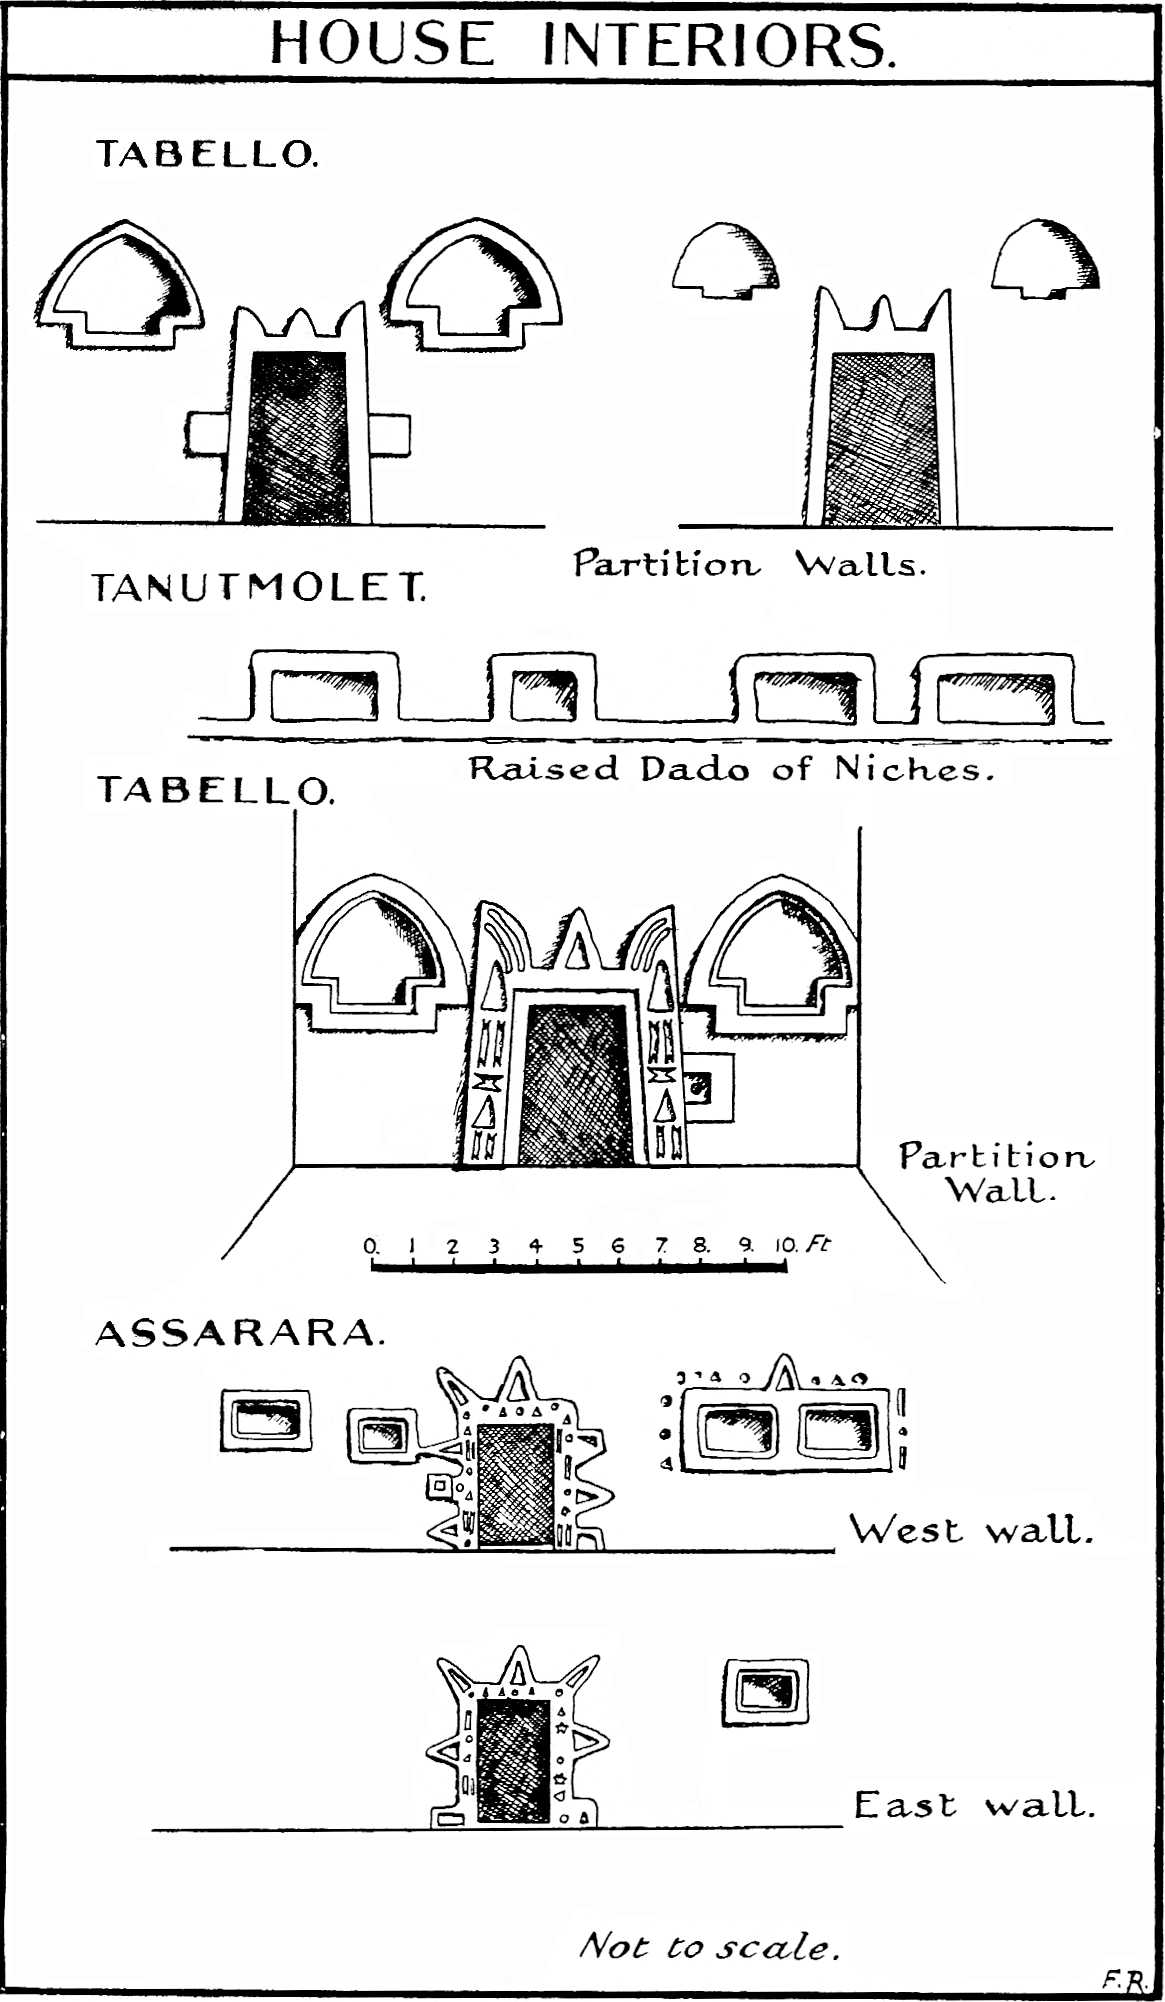 HOUSE INTERIORS.
TABELLO.
Partition Walls.
TANUTMOLET.
Raised Dado of Niches.
TABELLO.
Partition
Wall.
0. 1 2 3 4 5 6 7. 8. 9. 10. Ft
ASSARARA.
West wall.
East wall.
Not to scale.
F.R.